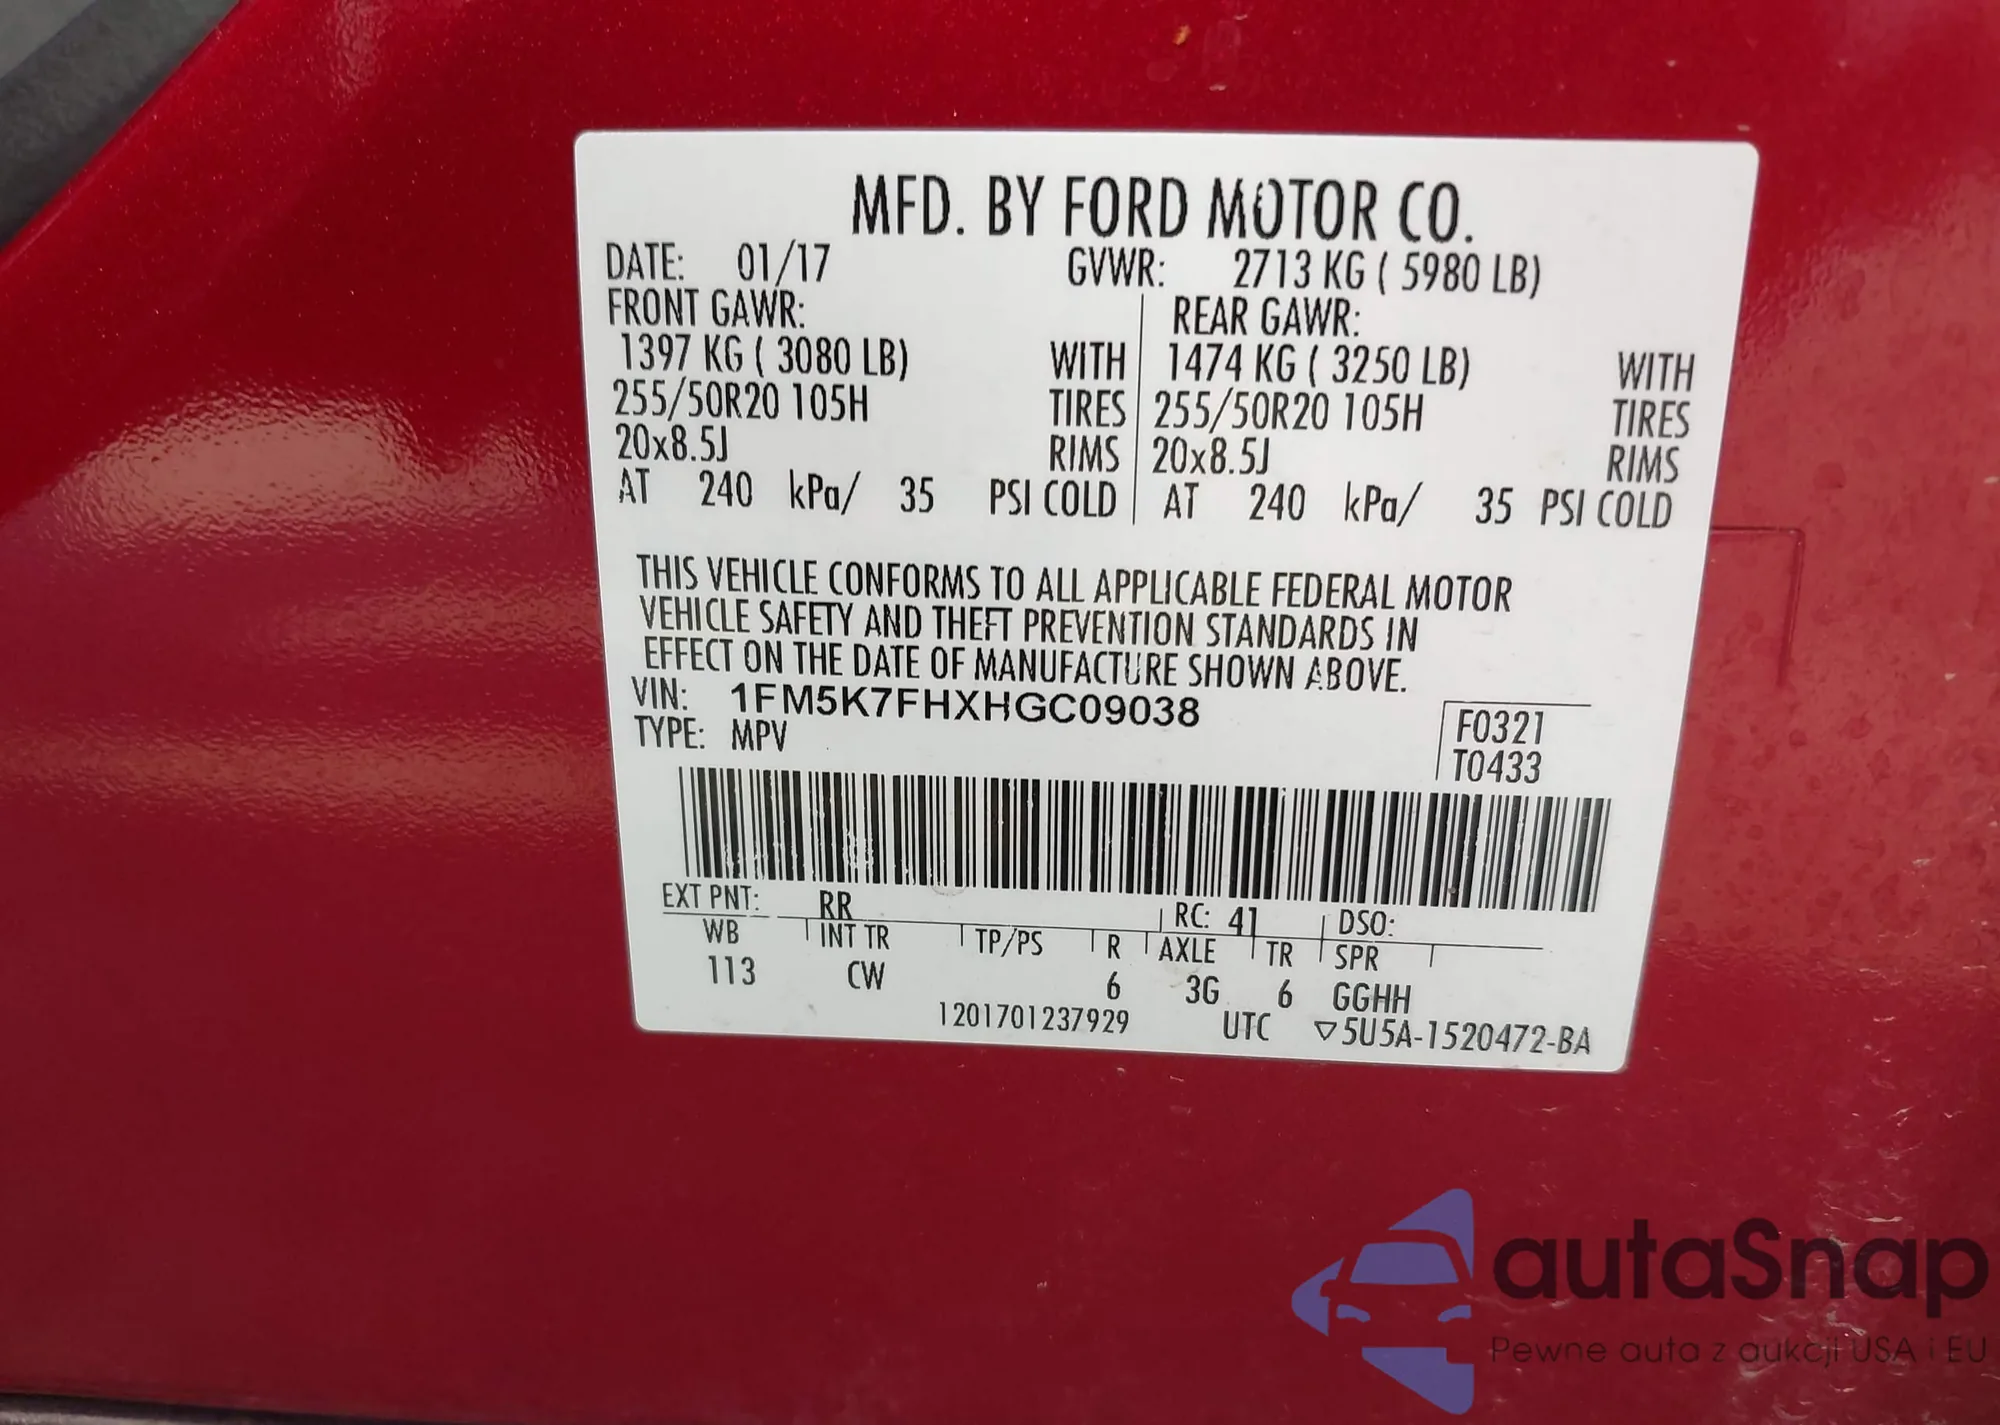 MFD. BY FORD MOTOR CO.
DATE: 01/17 GVWR: 2713 KG ( 5980 LB)
FRONT GAWR: REAR GAWR:
1397 KG ( 3080 LB) WITH 1474 KG ( 3250 LB) WITH
255/50R20 105H TIRES 255/50R20 105H TIRES
20x8.5J RIMS 20x8.5J RIMS
AT 240 kPa/ 35 PSI COLD AT 240 kPa/ 35 PSI COLD
THIS VEHICLE CONFORMS TO ALL APPLICABLE FEDERAL MOTOR
VEHICLE SAFETY AND THEFT PREVENTION STANDARDS IN
EFFECT ON THE DATE OF MANUFACTURE SHOWN ABOVE.
VIN: 1FM5K7FHXHGC09038
TYPE: MPV
F0321
T0433
EXT PNT: RR RC: 41 DSO:
WB INT TR TP/PS R AXLE TR SPR
113 CW 6 3G 6 GGHH
1201701237929 UTC ▽5U5A-1520472-BA
autaSnap
Pewne auta z aukcji USA i EU